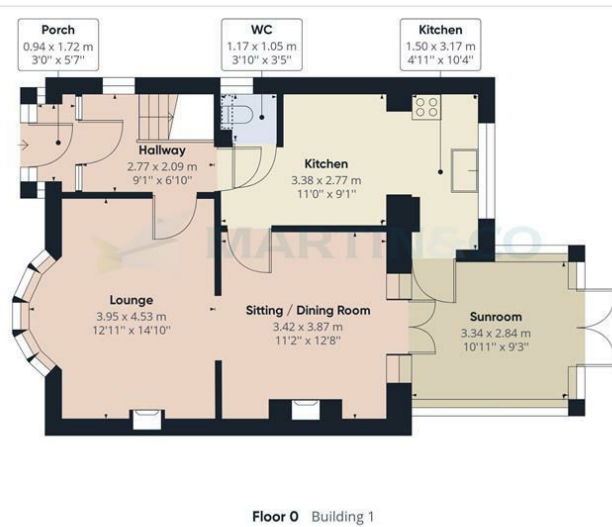 Porch
0.94 x 1.72 m
3'0" x 5'7"
WC
1.17 x 1.05 m
3'10" x 3'5"
Kitchen
1.50 x 3.17 m
4'11" x 10'4"
Hallway
2.77 x 2.09 m
9'1" x 6'10"
Kitchen
3.38 x 2.77 m
11'0" x 9'1"
MARTIN&CO
Lounge
3.95 x 4.53 m
12'11" x 14'10"
Sitting / Dining Room
3.42 x 3.87 m
11'2" x 12'8"
Sunroom
3.34 x 2.84 m
10'11" x 9'3"
Floor 0 Building 1